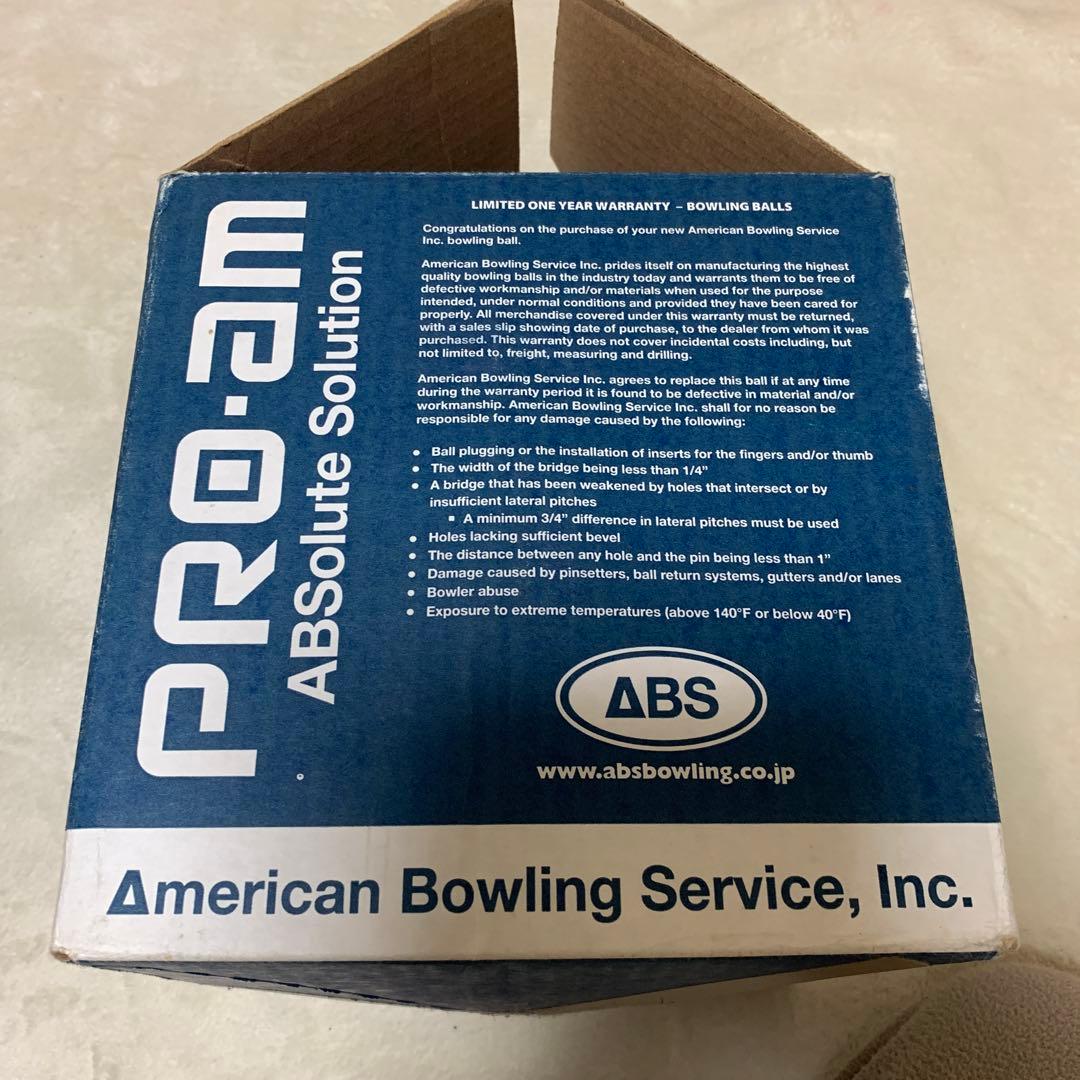 PRO-am
ABSolute Solution
LIMITED ONE YEAR WARRANTY – BOWLING BALLS
Congratulations on the purchase of your new American Bowling Service
Inc. bowling ball.
American Bowling Service Inc. prides itself on manufacturing the highest
quality bowling balls in the industry today and warrants them to be free of
defective workmanship and/or materials when used for the purpose
intended, under normal conditions and provided they have been cared for
properly. All merchandise covered under this warranty must be returned,
with a sales slip showing date of purchase, to the dealer from whom it was
purchased. This warranty does not cover incidental costs including, but
not limited to, freight, measuring and drilling.
American Bowling Service Inc. agrees to replace this ball if at any time
during the warranty period it is found to be defective in material and/or
workmanship. American Bowling Service Inc. shall for no reason be
responsible for any damage caused by the following:
• Ball plugging or the installation of inserts for the fingers and/or thumb
• The width of the bridge being less than 1/4”
• A bridge that has been weakened by holes that intersect or by
insufficient lateral pitches
▪ A minimum 3/4” difference in lateral pitches must be used
• Holes lacking sufficient bevel
• The distance between any hole and the pin being less than 1”
• Damage caused by pinsetters, ball return systems, gutters and/or lanes
• Bowler abuse
• Exposure to extreme temperatures (above 140°F or below 40°F)
ABS
www.absbowling.co.jp
American Bowling Service, Inc.